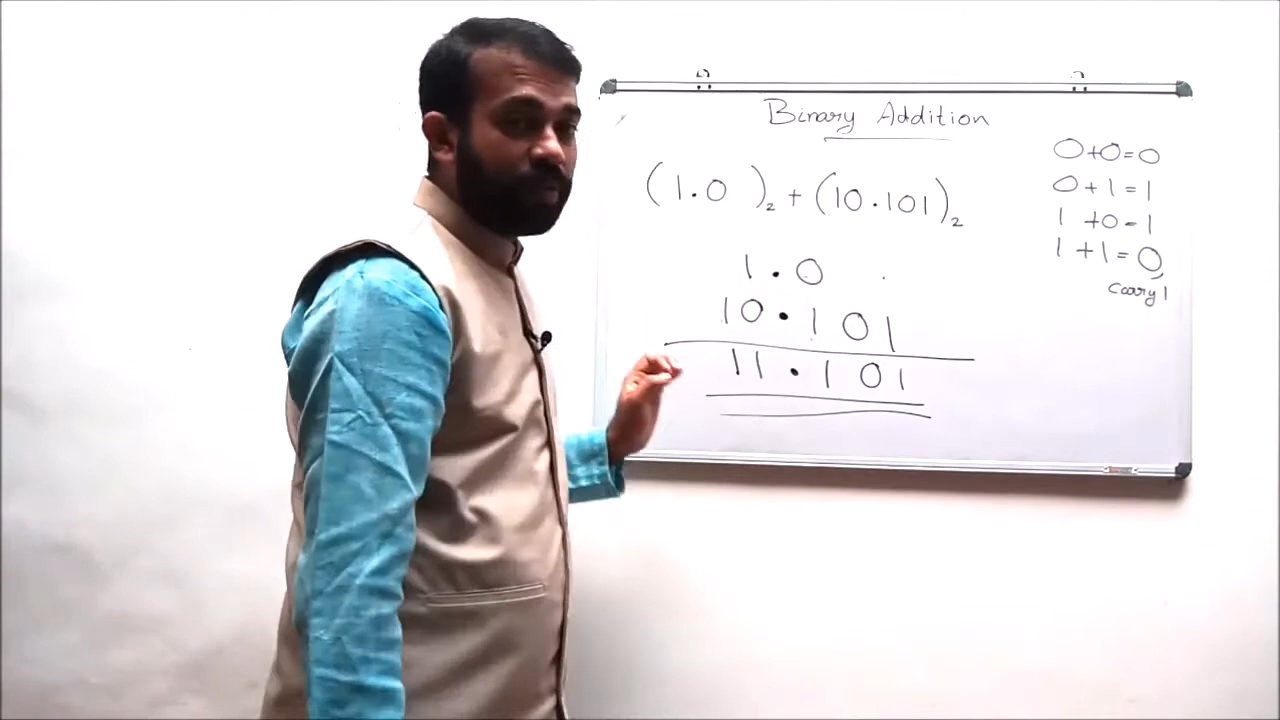 Binary Addition
(1.0 )₂ + (10.101)₂
1.0
10.101
11.101
0+0=0
0+1=1
1+0=1
1+1=0
Carry 1